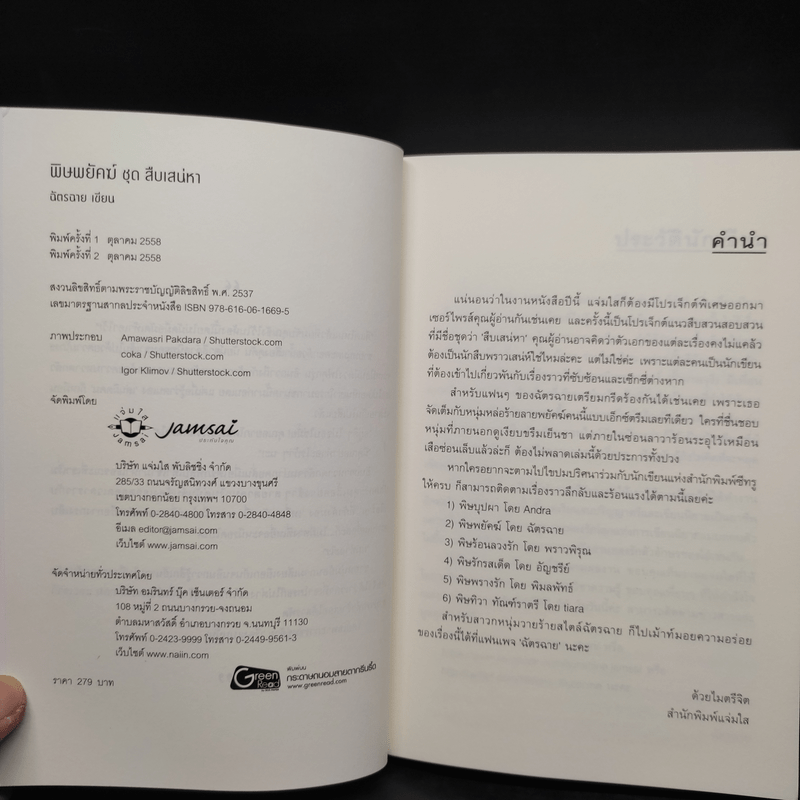 พิษพยัคฆ์ ชุด สืบเสน่หา
ฉัตรฉาย เขียน
พิมพ์ครั้งที่ 1 ตุลาคม 2558
พิมพ์ครั้งที่ 2 ตุลาคม 2558
สงวนลิขสิทธิ์ตามพระราชบัญญัติลิขสิทธิ์ พ.ศ. 2537
เลขมาตรฐานสากลประจำหนังสือ ISBN 978-616-06-1669-5
ภาพประกอบ Amawasri Pakdara / Shutterstock.com
coka / Shutterstock.com
Igor Klimov / Shutterstock.com
จัดพิมพ์โดย
แจ่มใส
Jamsai
jamsai
บริษัท แจ่มใส พับลิชชิ่ง จำกัด
285/33 ถนนจรัญสนิทวงศ์ แขวงบางขุนศรี
เขตบางกอกน้อย กรุงเทพฯ 10700
โทรศัพท์ 0-2840-4800 โทรสาร 0-2840-4848
อีเมล editor@jamsai.com
เว็บไซต์ www.jamsai.com
จัดจำหน่ายทั่วประเทศโดย
บริษัท อมรินทร์ บุ๊ค เซ็นเตอร์ จำกัด
108 หมู่ที่ 2 ถนนบางกรวย-จงถนอม
ตำบลมหาสวัสดิ์ อำเภอบางกรวย จ.นนทบุรี 11130
โทรศัพท์ 0-2423-9999 โทรสาร 0-2449-9561-3
เว็บไซต์ www.naiin.com
ราคา 279 บาท
Green Read
พิมพ์บน
กระดาษถนอมสายตากรีนรี้ด
www.greenread.com
คำนำ
แน่นอนว่าในงานหนังสือปีนี้ แจ่มใสก็ต้องมีโปรเจ็กต์พิเศษออกมา
เซอร์ไพรส์คุณผู้อ่านกันเช่นเคย และครั้งนี้เป็นโปรเจ็กต์แนวสืบสวนสอบสวน
ที่มีชื่อชุดว่า 'สืบเสน่หา' คุณผู้อ่านอาจคิดว่าตัวเอกของแต่ละเรื่องคงไม่แคล้ว
ต้องเป็นนักสืบพราวเสน่ห์ใช่ไหมล่ะคะ แต่ไม่ใช่ค่ะ เพราะแต่ละคนเป็นนักเขียน
ที่ต้องเข้าไปเกี่ยวพันกับเรื่องราวที่ซับซ้อนและเซ็กซี่ต่างหาก
สำหรับแฟนๆ ของฉัตรฉายเตรียมกรีดร้องกันได้เช่นเคย เพราะเธอ
จัดเต็มกับหนุ่มหล่อร้ายลายพยัคฆ์คนนี้แบบเอ็กซ์ตรีมเลยทีเดียว ใครที่ชื่นชอบ
หนุ่มที่ภายนอกดูเงียบขรึมเย็นชา แต่ภายในซ่อนลาวาร้อนระอุไว้เหมือน
เสือซ่อนเล็บแล้วล่ะก็ ต้องไม่พลาดเล่มนี้ด้วยประการทั้งปวง
หากใครอยากจะตามไปไขปมปริศนาร่วมกับนักเขียนแห่งสำนักพิมพ์ซีทรู
ให้ครบ ก็สามารถติดตามเรื่องราวลึกลับและร้อนแรงได้ตามนี้เลยค่ะ
1) พิษบุปผา โดย Andra
2) พิษพยัคฆ์ โดย ฉัตรฉาย
3) พิษร้อนลวงรัก โดย พราวพิรุณ
4) พิษรักรสเด็ด โดย อัญชรีย์
5) พิษพรางรัก โดย พิมลพัทธ์
6) พิษทิวา ทัณฑ์ราตรี โดย tiara
สำหรับสาวกหนุ่มวายร้ายสไตล์ฉัตรฉาย ก็ไปเม้าท์มอยความอร่อย
ของเรื่องนี้ได้ที่แฟนเพจ 'ฉัตรฉาย' นะคะ
ด้วยไมตรีจิต
สำนักพิมพ์แจ่มใส